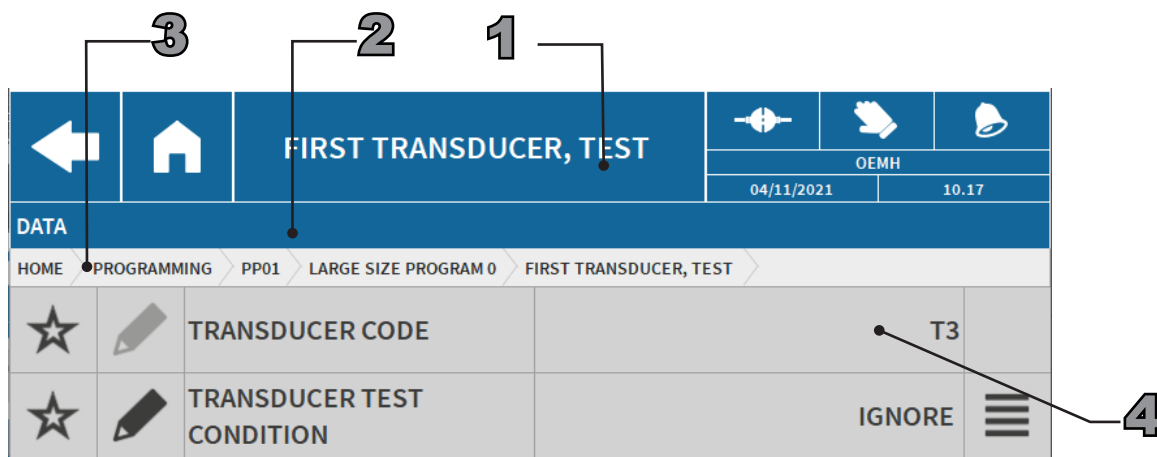 3 2 1
FIRST TRANSDUCER, TEST
OEMH
04/11/2021 10.17
DATA
HOME PROGRAMMING PP01 LARGE SIZE PROGRAM 0 FIRST TRANSDUCER, TEST
TRANSDUCER CODE T3
TRANSDUCER TEST
CONDITION
IGNORE
4